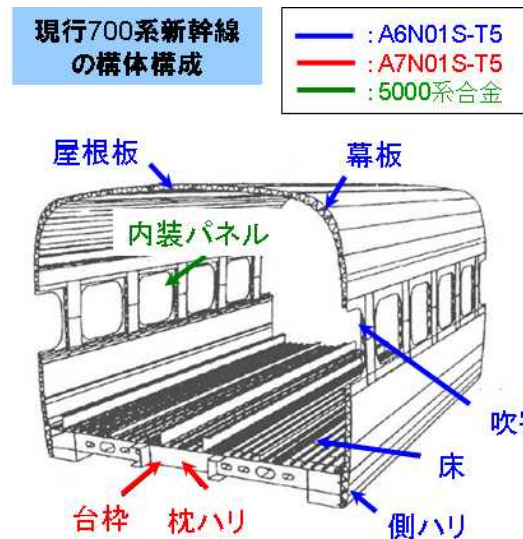 現行700系新幹線
の構体構成
: A6N01S-T5
: A7N01S-T5
: 5000系合金
屋根板
幕板
内装パネル
吹
床
台枠
枕ハリ
側ハリ